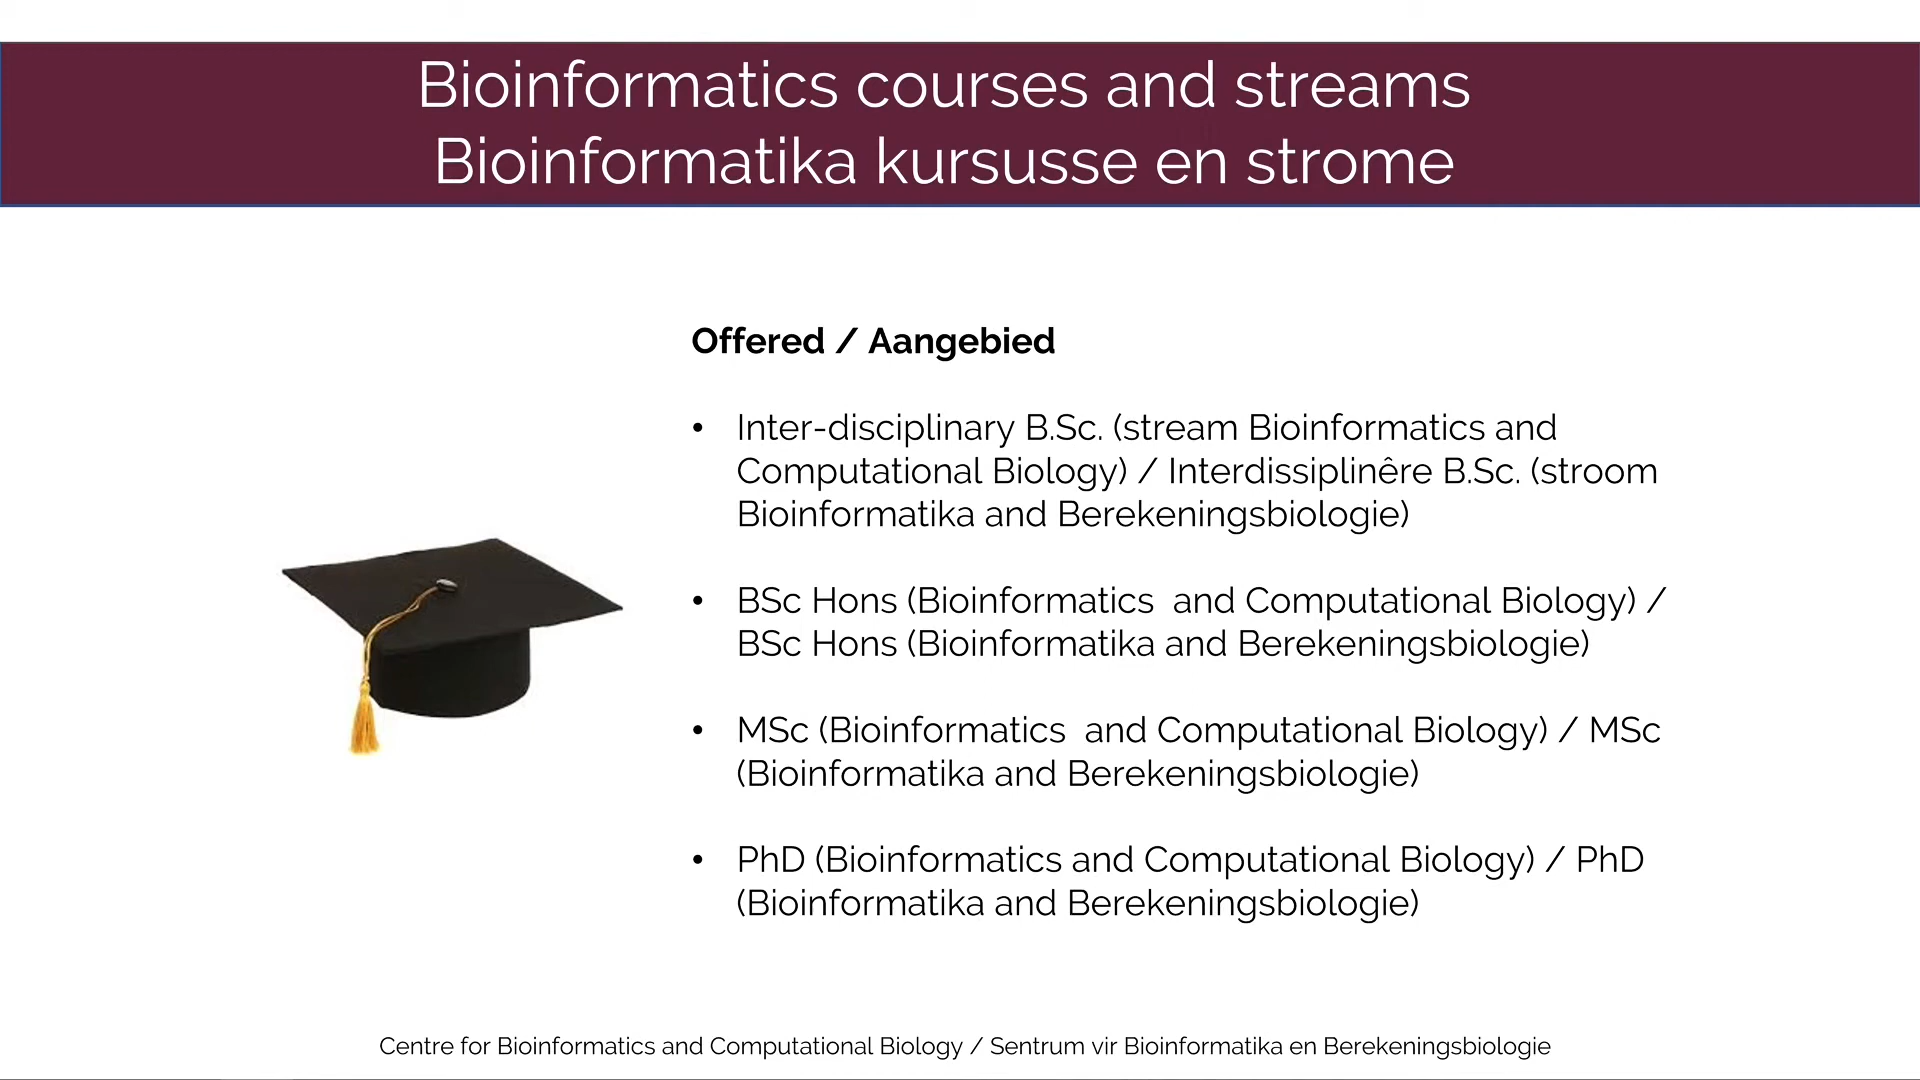 Bioinformatics courses and streams
Bioinformatika kursusse en strome
Offered / Aangebied
• Inter-disciplinary B.Sc. (stream Bioinformatics and
Computational Biology) / Interdissiplinêre B.Sc. (stroom
Bioinformatika and Berekeningsbiologie)
• BSc Hons (Bioinformatics  and Computational Biology) /
BSc Hons (Bioinformatika and Berekeningsbiologie)
• MSc (Bioinformatics  and Computational Biology) / MSc
(Bioinformatika and Berekeningsbiologie)
• PhD (Bioinformatics and Computational Biology) / PhD
(Bioinformatika and Berekeningsbiologie)
Centre for Bioinformatics and Computational Biology / Sentrum vir Bioinformatika en Berekeningsbiologie